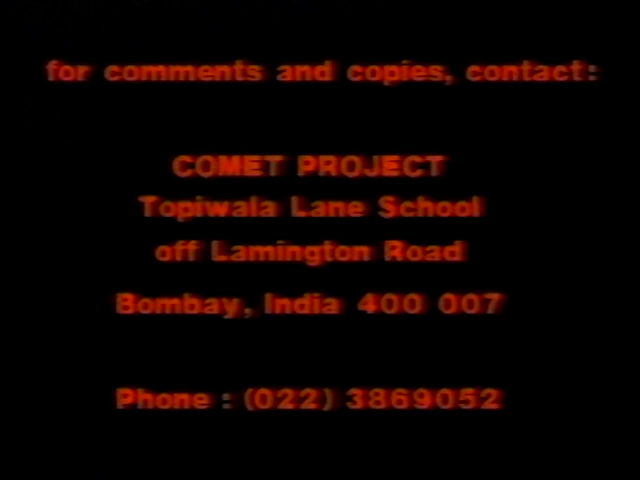 for comments and copies, contact:
COMET PROJECT
Topiwala Lane School
off Lamington Road
Bombay, India 400 007
Phone : (022) 3869052